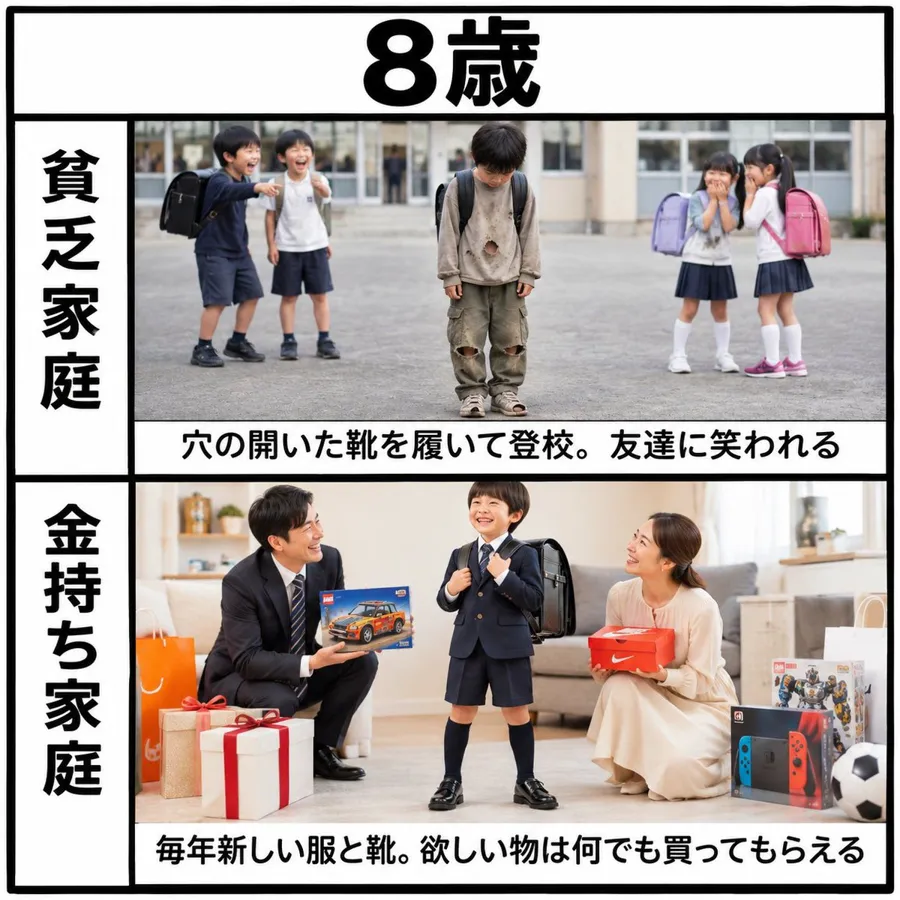 8歳
貧乏家庭
穴の開いた靴を履いて登校。友達に笑われる
金持ち家庭
毎年新しい服と靴。欲しい物は何でも買ってもらえる